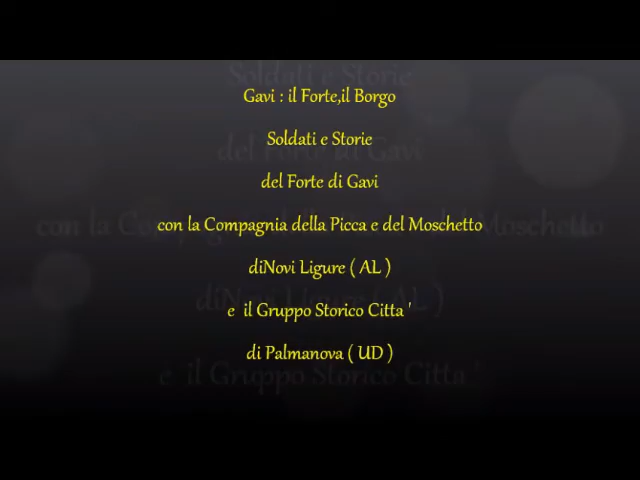 Gavi : il Forte,il Borgo
Soldati e Storie
del Forte di Gavi
con la Compagnia della Picca e del Moschetto
diNovi Ligure ( AL )
e  il Gruppo Storico Citta '
di Palmanova ( UD )